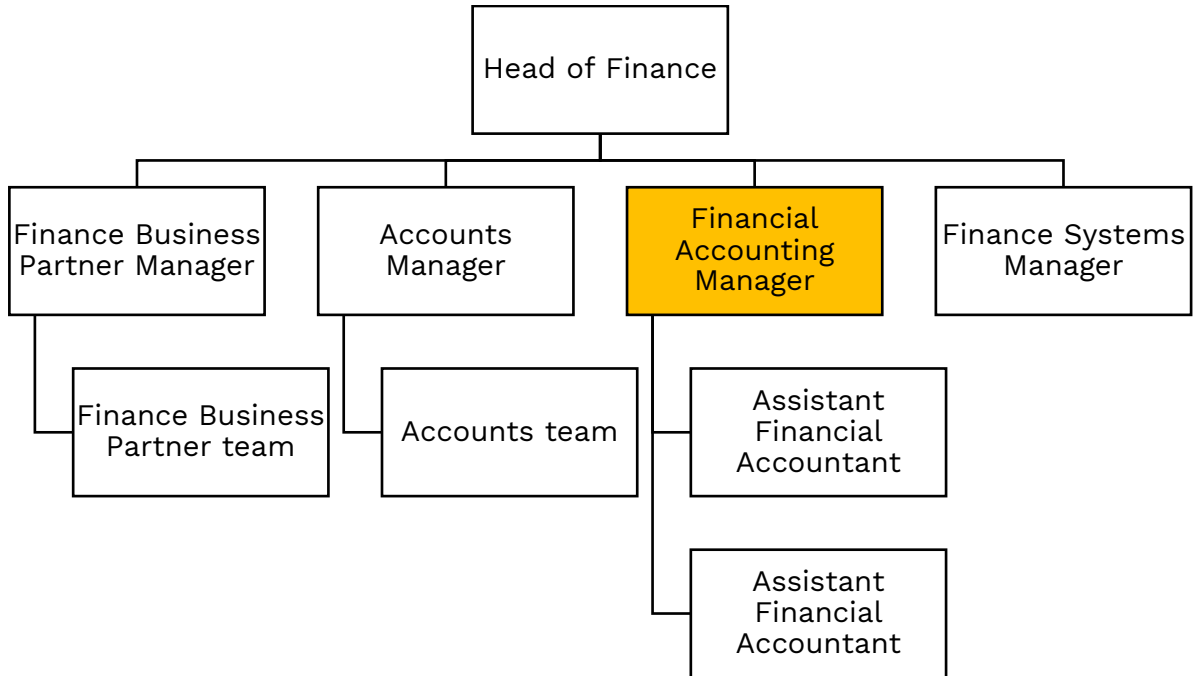 Head of Finance
Finance Business
Partner Manager
Accounts
Manager
Financial
Accounting
Manager
Finance Systems
Manager
Finance Business
Partner team
Accounts team
Assistant
Financial
Accountant
Assistant
Financial
Accountant